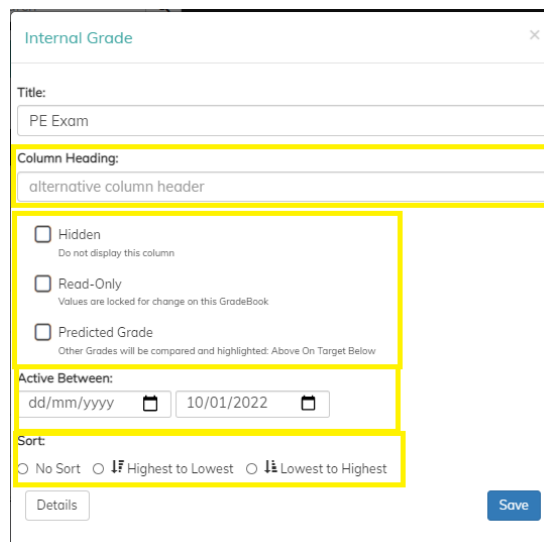 Internal Grade ×
Title:
PE Exam
Column Heading:
alternative column header
Hidden
Do not display this column
Read-Only
Values are locked for change on this GradeBook
Predicted Grade
Other Grades will be compared and highlighted: Above On Target Below
Active Between:
dd/mm/yyyy 10/01/2022
Sort:
No Sort Highest to Lowest Lowest to Highest
Details Save